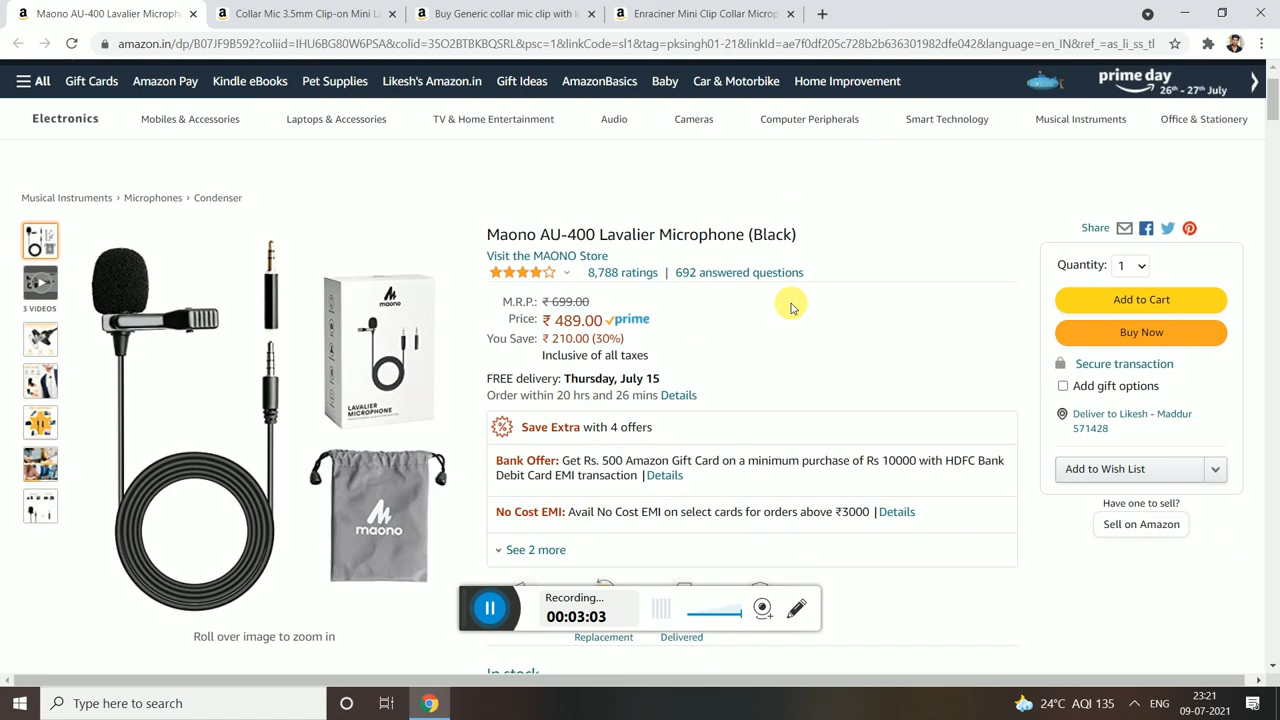 Maono AU-400 Lavalier Microph
Collar Mic 3.5mm Clip-on Mini L
Buy Generic collar mic clip with
Enraciner Mini Clip Collar Microp
amazon.in/dp/B07JF9B592?coliid=IHU6BG80W6PSA&colid=35O2BTBKBQSRL&psc=1&linkCode=sl1&tag=pksingh01-21&linkId=ae7f0df205c728b2b636301982dfe042&language=en_IN&ref_=as_li_ss_tl
All Gift Cards Amazon Pay Kindle eBooks Pet Supplies Likesh's Amazon.in Gift Ideas AmazonBasics Baby Car & Motorbike Home Improvement
prime day
26th - 27th July
Electronics Mobiles & Accessories Laptops & Accessories TV & Home Entertainment Audio Cameras Computer Peripherals Smart Technology Musical Instruments Office & Stationery
Musical Instruments › Microphones › Condenser
3 VIDEOS
maono
LAVALIER
MICROPHONE
maono
Roll over image to zoom in
Maono AU-400 Lavalier Microphone (Black)
Visit the MAONO Store
8,788 ratings | 692 answered questions
M.R.P.: ₹ 699.00
Price: ₹ 489.00 prime
You Save: ₹ 210.00 (30%)
Inclusive of all taxes
FREE delivery: Thursday, July 15
Order within 20 hrs and 26 mins Details
Save Extra with 4 offers
Bank Offer: Get Rs. 500 Amazon Gift Card on a minimum purchase of Rs 10000 with HDFC Bank
Debit Card EMI transaction |Details
No Cost EMI: Avail No Cost EMI on select cards for orders above ₹3000 |Details
See 2 more
Recording...
00:03:03
Replacement Delivered
In stock
Share
Quantity: 1
Add to Cart
Buy Now
Secure transaction
Add gift options
Deliver to Likesh - Maddur
571428
Add to Wish List
Have one to sell?
Sell on Amazon
Type here to search
24°C AQI 135
ENG
23:21
09-07-2021